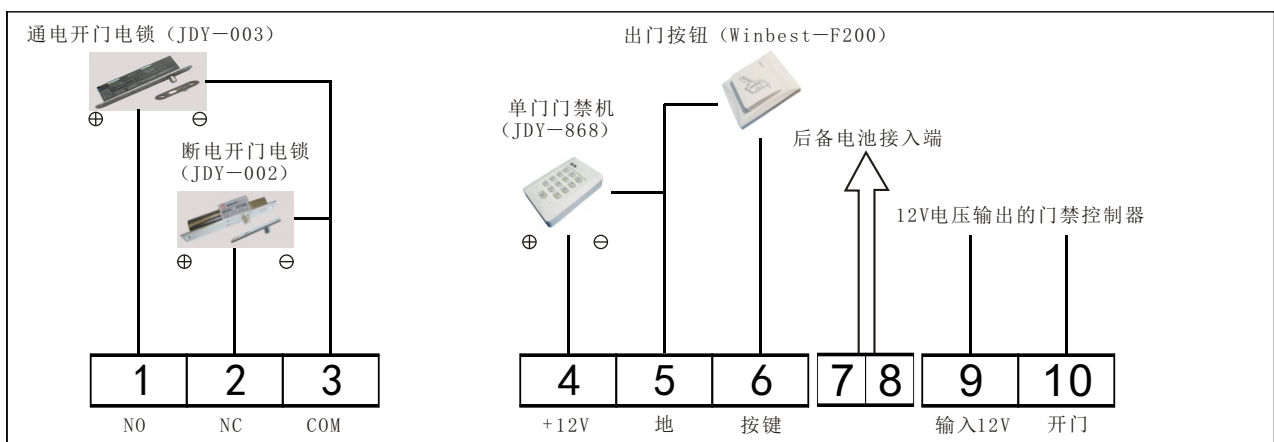 通电开门电锁（JDY－003）
⊕ ⊖
断电开门电锁
（JDY－002）
⊕ ⊖
出门按钮（Winbest－F200）
单门门禁机
（JDY－868）
⊕ ⊖
后备电池接入端
12V电压输出的门禁控制器
1 2 3 4 5 6 7 8 9 10
NO NC COM +12V 地 按键 输入12V 开门